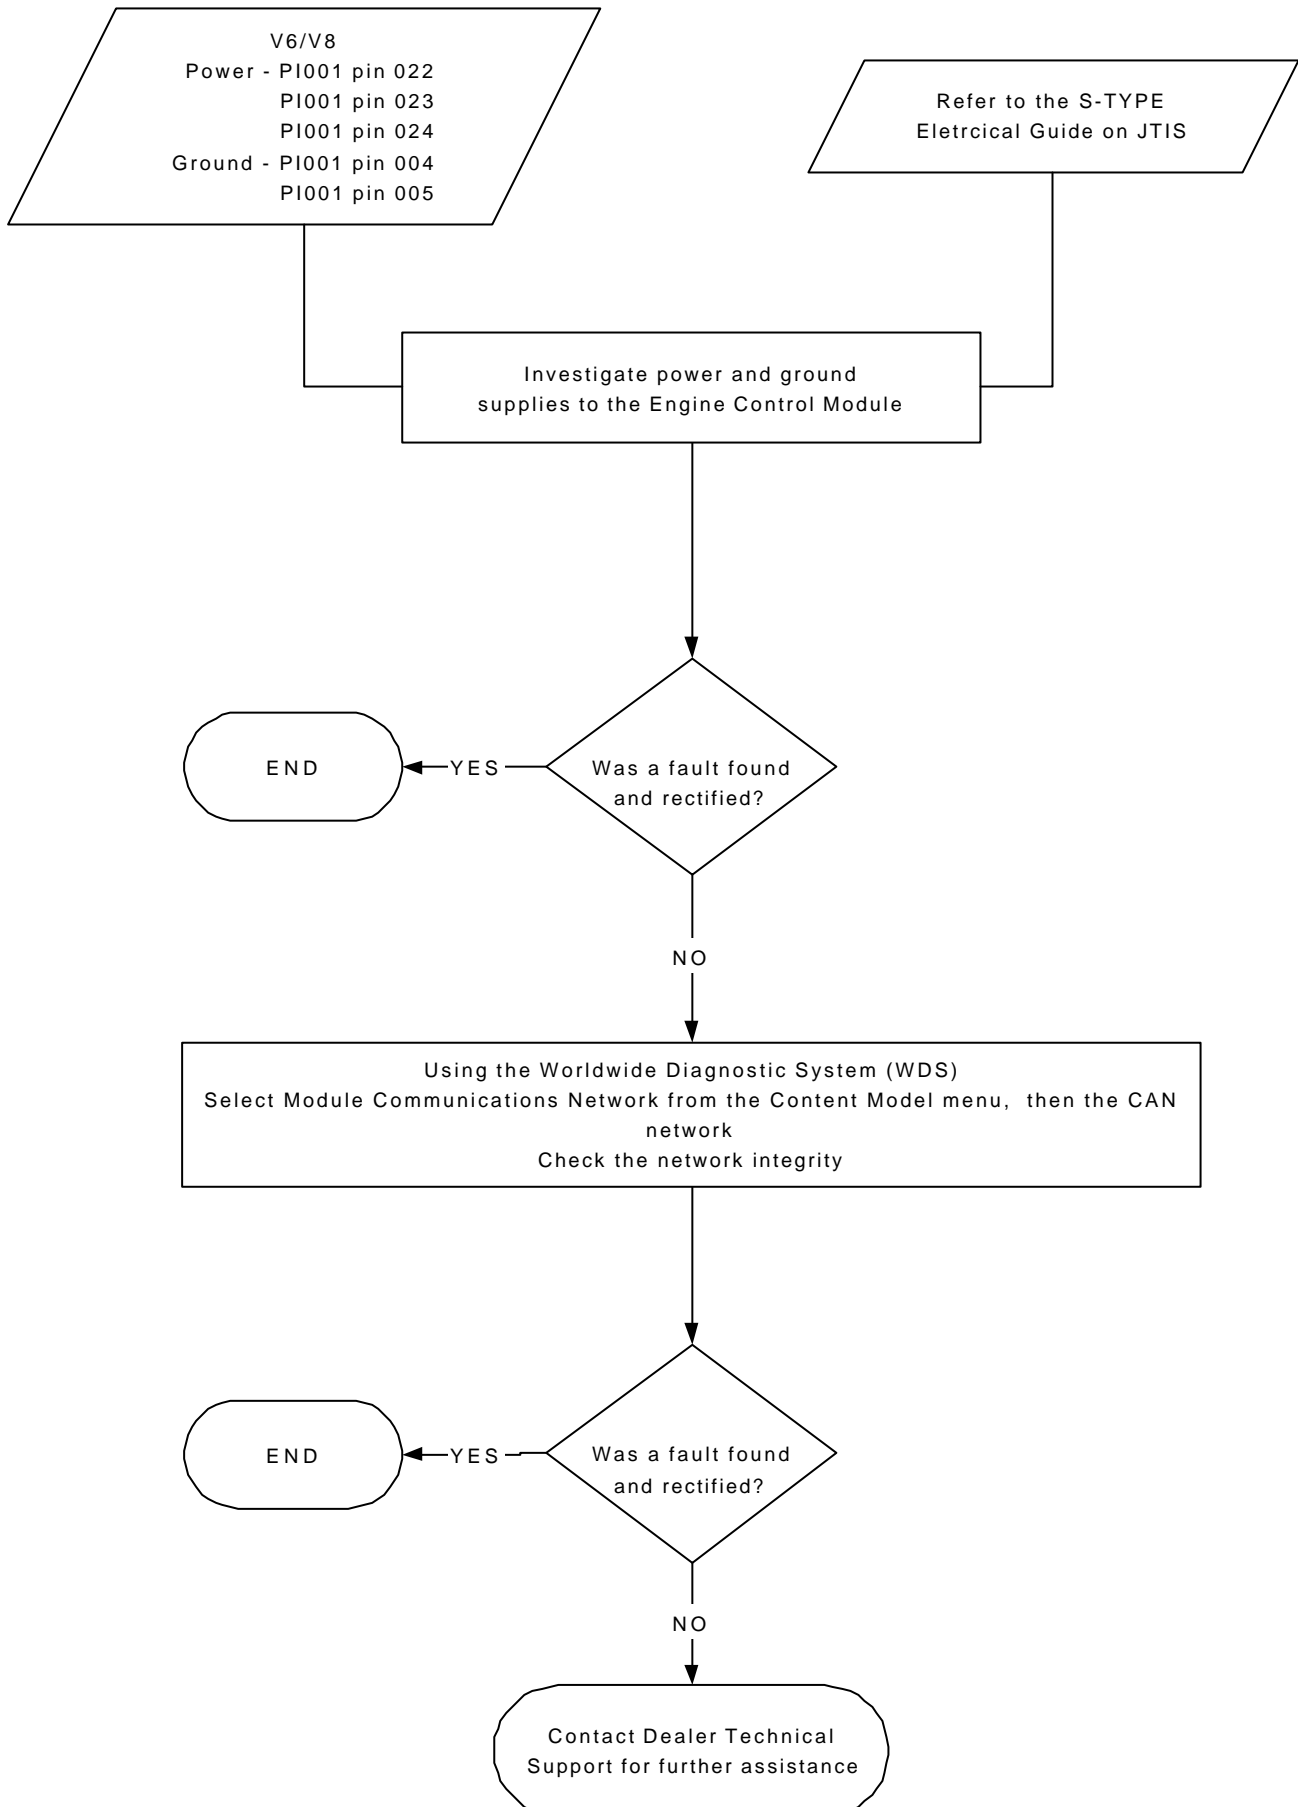 V6/V8
Power - PI001 pin 022
PI001 pin 023
PI001 pin 024
Ground - PI001 pin 004
PI001 pin 005
Refer to the S-TYPE
Eletrcical Guide on JTIS
Investigate power and ground
supplies to the Engine Control Module
Was a fault found
and rectified?
YES
END
NO
Using the Worldwide Diagnostic System (WDS)
Select Module Communications Network from the Content Model menu, then the CAN
network
Check the network integrity
Was a fault found
and rectified?
YES
END
NO
Contact Dealer Technical
Support for further assistance